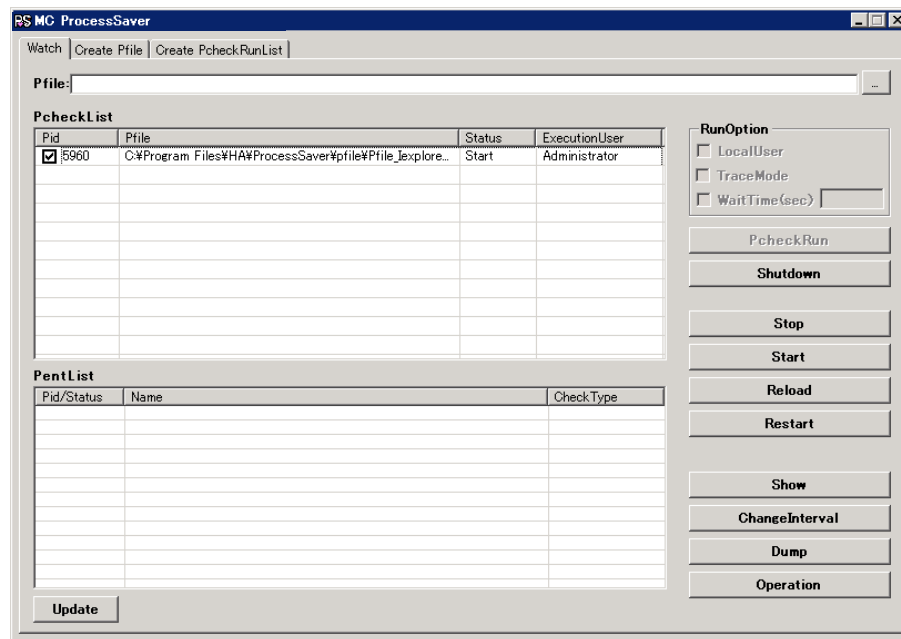 PS MC ProcessSaver
Watch Create Pfile Create PcheckRunList
Pfile: ...
PcheckList
Pid Pfile Status ExecutionUser
5960 C:¥Program Files¥HA¥ProcessSaver¥pfile¥Pfile_Iexplore... Start Administrator
RunOption
LocalUser
TraceMode
WaitTime(sec)
PcheckRun
Shutdown
Stop
Start
Reload
Restart
PentList
Pid/Status Name CheckType
Show
ChangeInterval
Dump
Operation
Update